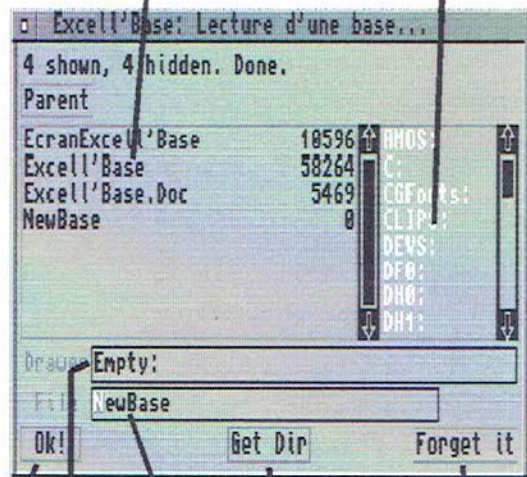 Excell'Base: Lecture d'une base...
4 shown, 4 hidden. Done.
Parent
EcranExcell'Base 10596
Excell'Base 58264
Excell'Base.Doc 5469
NewBase 0
AMOS:
C:
CGFonts:
CLIPS:
DEVS:
DF0:
DH0:
DH1:
Drawer Empty:
File NewBase
Ok! Get Dir Forget it